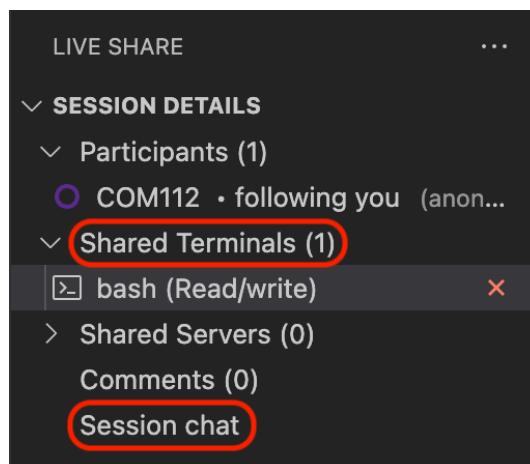 LIVE SHARE
SESSION DETAILS
Participants (1)
COM112 • following you (anon...
Shared Terminals (1)
bash (Read/write)
Shared Servers (0)
Comments (0)
Session chat